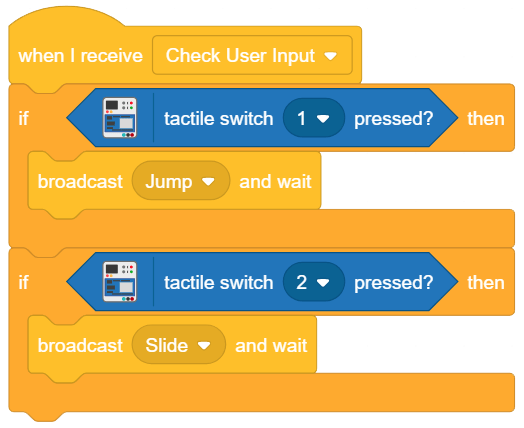 when I receive Check User Input
if tactile switch 1 pressed? then
broadcast Jump and wait
if tactile switch 2 pressed? then
broadcast Slide and wait